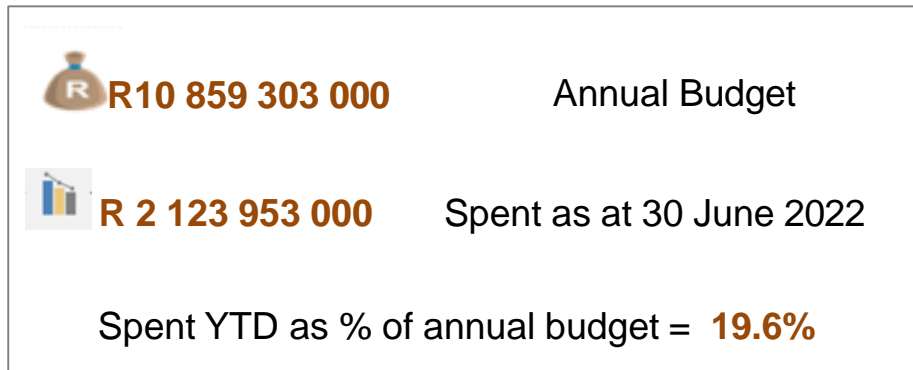 R R10 859 303 000 Annual Budget
R 2 123 953 000 Spent as at 30 June 2022
Spent YTD as % of annual budget = 19.6%